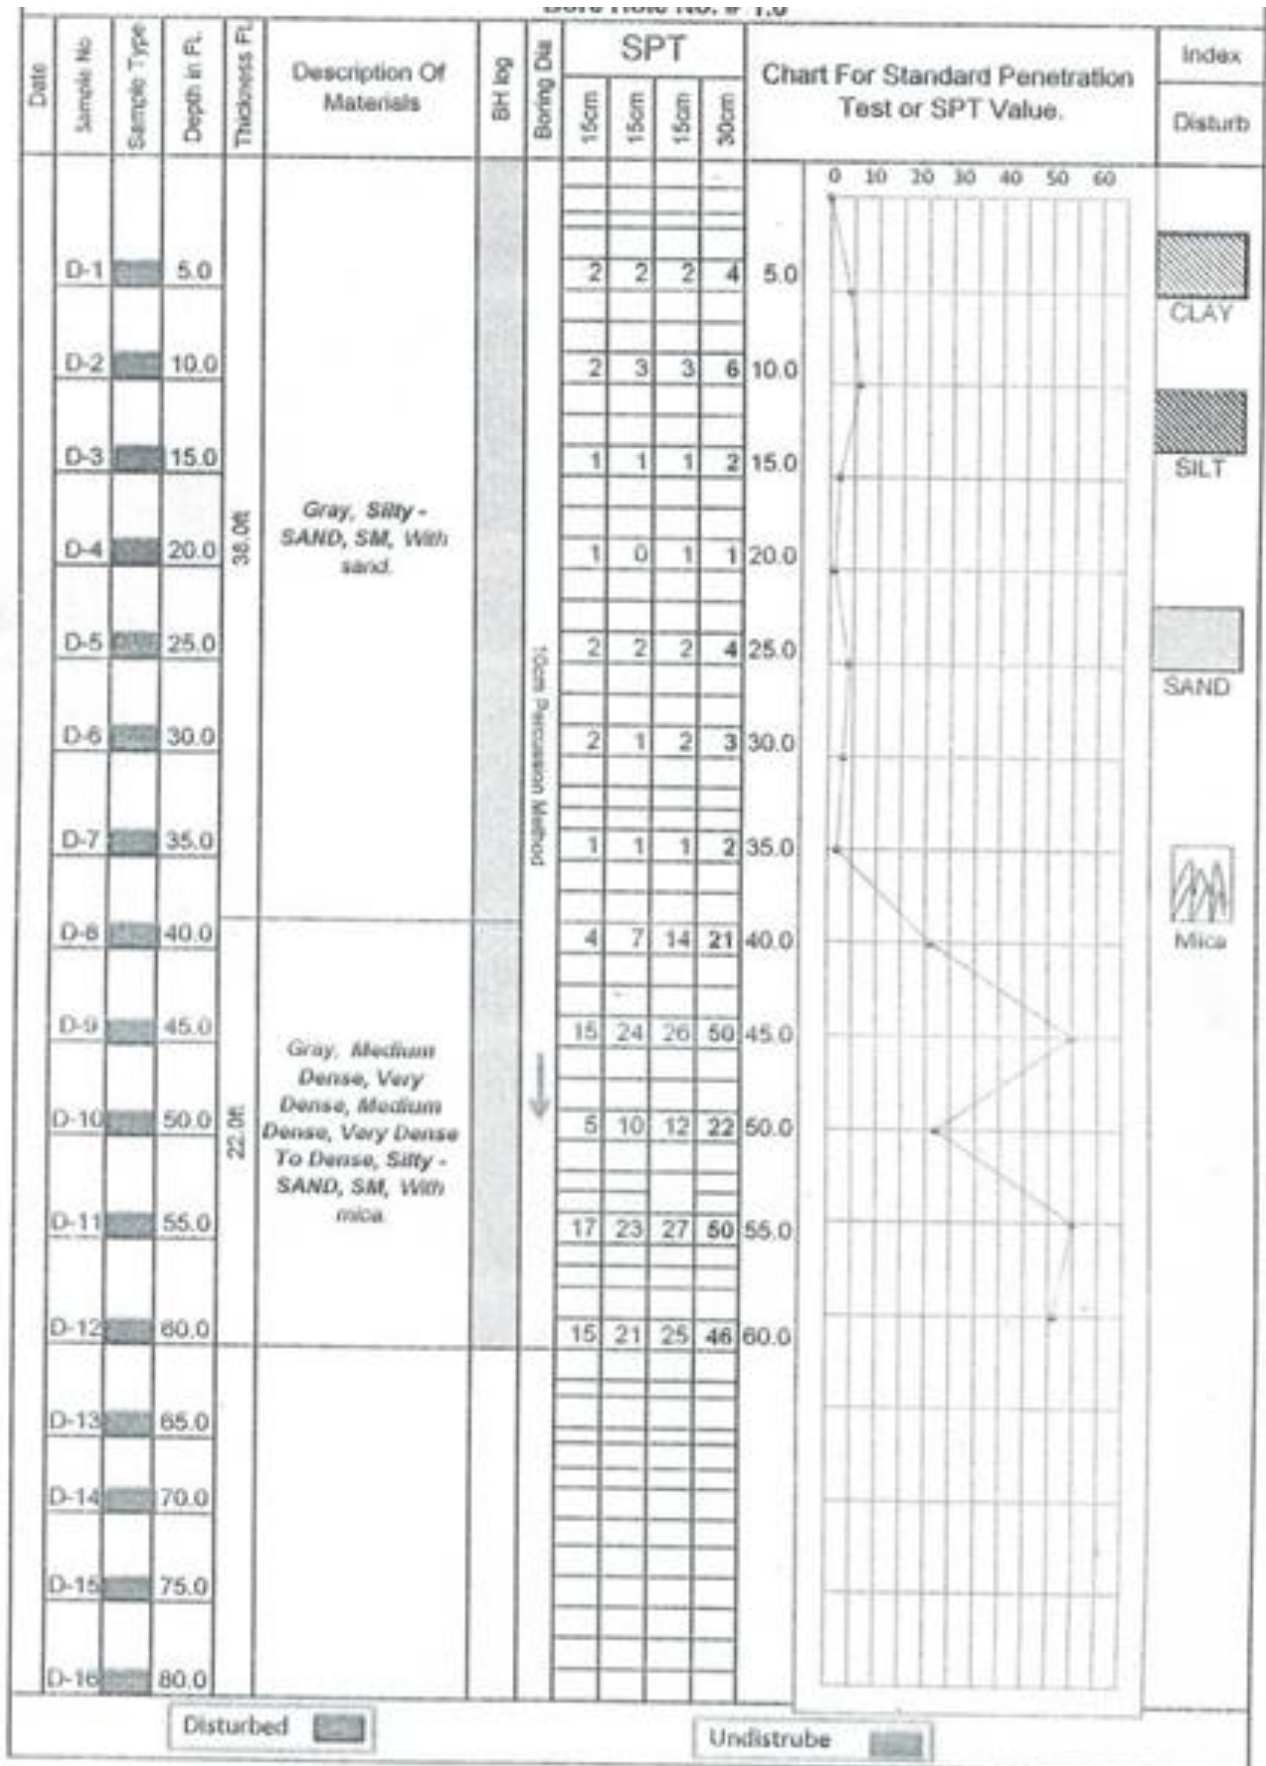 Bore Hole No. # 1.0
Date Sample No Sample Type Depth in Ft. Thickness Ft. Description Of Materials BH log Boring Dia SPT Chart For Standard Penetration Test or SPT Value. Index
15cm 15cm 15cm 30cm Disturb
0 10 20 30 40 50 60
D-1 5.0 2 2 2 4 5.0
CLAY
D-2 10.0 2 3 3 6 10.0
D-3 15.0 1 1 1 2 15.0
SILT
38.0ft
Gray, Silty -
SAND, SM, With
sand.
D-4 20.0 1 0 1 1 20.0
D-5 25.0 2 2 2 4 25.0
SAND
10cm Percussion Method
D-6 30.0 2 1 2 3 30.0
D-7 35.0 1 1 1 2 35.0
D-8 40.0 4 7 14 21 40.0
Mica
D-9 45.0 15 24 26 50 45.0
22.0ft
Gray, Medium
Dense, Very
Dense, Medium
Dense, Very Dense
To Dense, Silty -
SAND, SM, With
mica.
D-10 50.0 5 10 12 22 50.0
D-11 55.0 17 23 27 50 55.0
D-12 60.0 15 21 25 46 60.0
D-13 65.0
D-14 70.0
D-15 75.0
D-16 80.0
Disturbed Undistrube